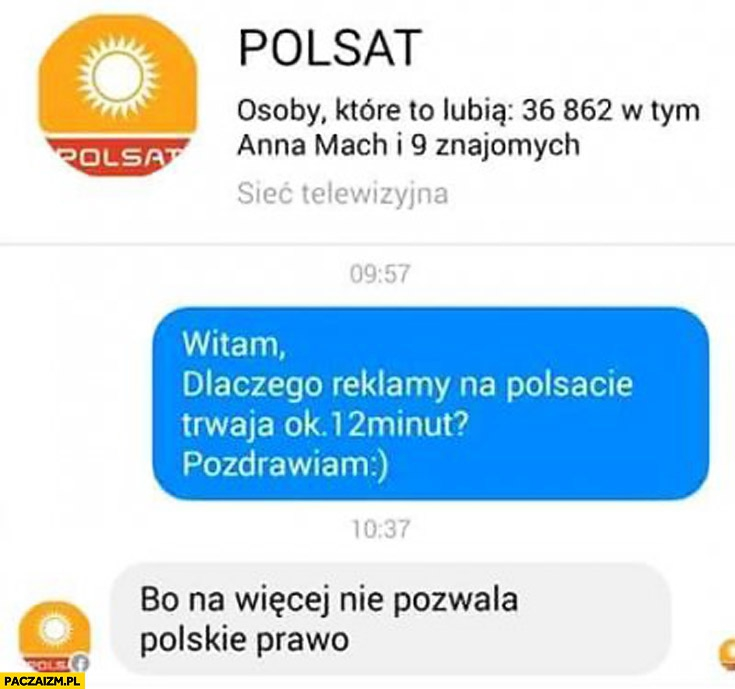 POLSAT
POLSAT
Osoby, które to lubią: 36 862 w tym
Anna Mach i 9 znajomych
Sieć telewizyjna
09:57
Witam,
Dlaczego reklamy na polsacie
trwaja ok.12minut?
Pozdrawiam:)
10:37
Bo na więcej nie pozwala
polskie prawo
POLS
PACZAIZM.PL